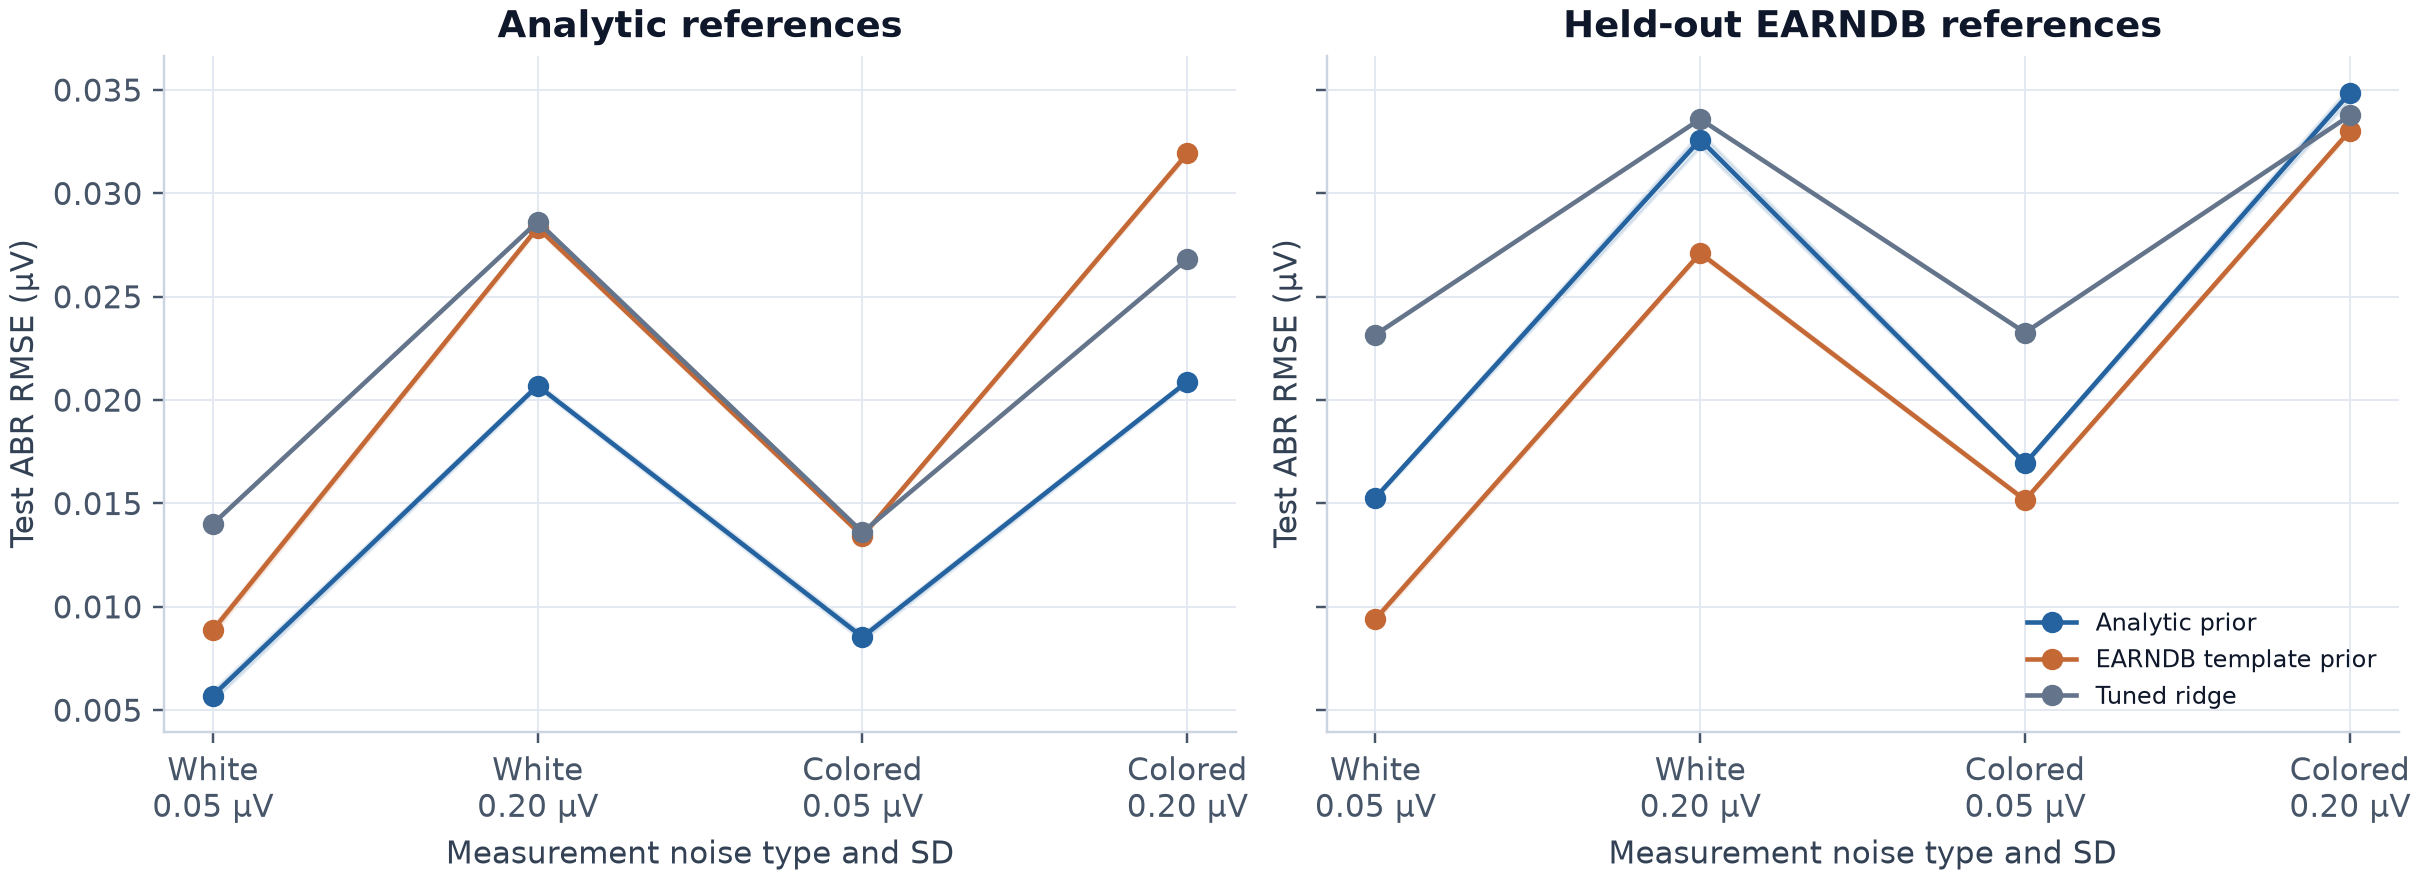 Analytic references
Test ABR RMSE (µV)
0.035
0.030
0.025
0.020
0.015
0.010
0.005
White
0.05 µV
White
0.20 µV
Colored
0.05 µV
Colored
0.20 µV
Measurement noise type and SD
Held-out EARNDB references
Test ABR RMSE (µV)
Analytic prior
EARNDB template prior
Tuned ridge
White
0.05 µV
White
0.20 µV
Colored
0.05 µV
Colored
0.20 µV
Measurement noise type and SD